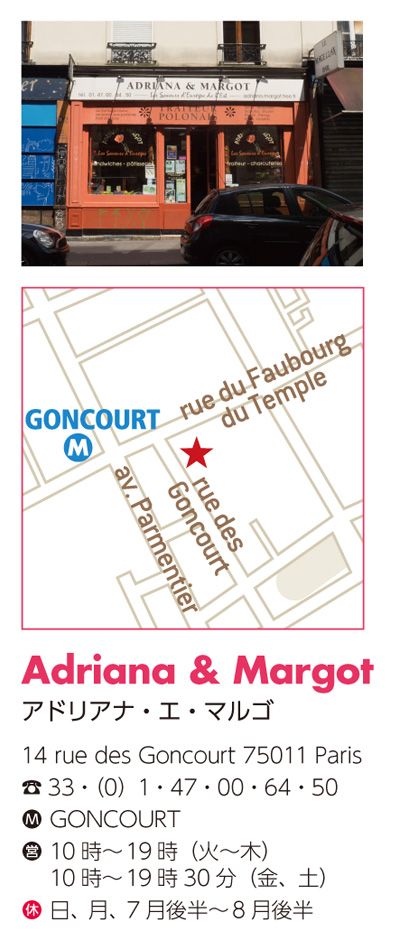 ADRIANA & MARGOT
tél. 01. 47. 00. 64. 50
Les Saveurs d'Europe de l'Est
adriana.margot.free.fr
TRAITEUR
POLONAIS
Les Saveurs d'Europe
sandwiches - pâtisseries
traiteur - charcuteries
rue du Faubourg
du Temple
GONCOURT
M
av. Parmentier
rue des
Goncourt
Adriana & Margot
アドリアナ・エ・マルゴ
14 rue des Goncourt 75011 Paris
☎ 33・(0) 1・47・00・64・50
Ⓜ GONCOURT
営 10時〜19時（火〜木）
10時〜19時30分（金、土）
休 日、月、7月後半〜8月後半